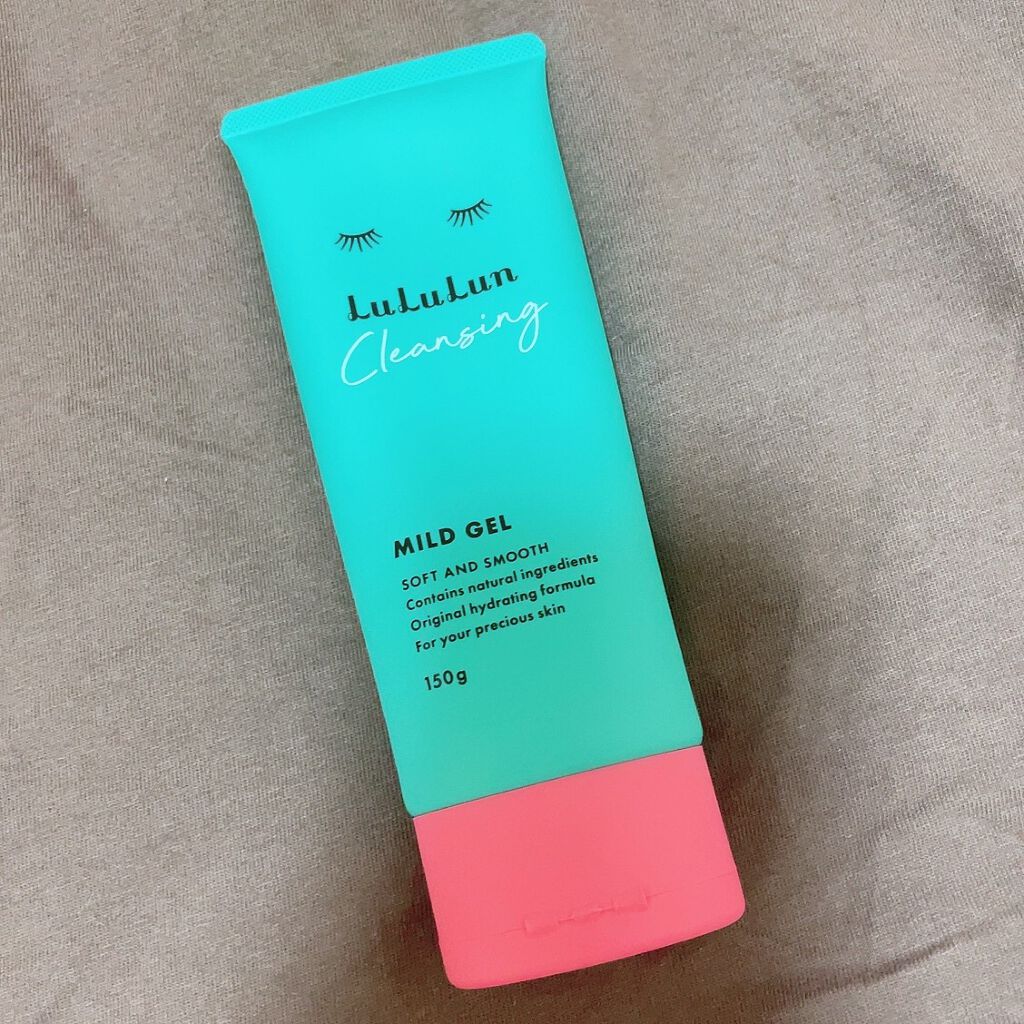 LuLuLun
Cleansing
MILD GEL
SOFT AND SMOOTH
Contains natural ingredients
Original hydrating formula
For your precious skin
150g